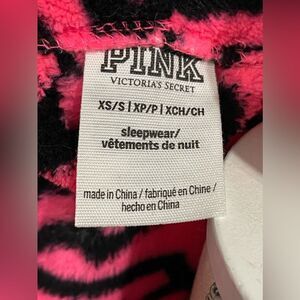 PINK
VICTORIA'S SECRET
XS/S | XP/P | XCH/CH
sleepwear/
vêtements de nuit
made in China / fabriqué en Chine /
hecho en China